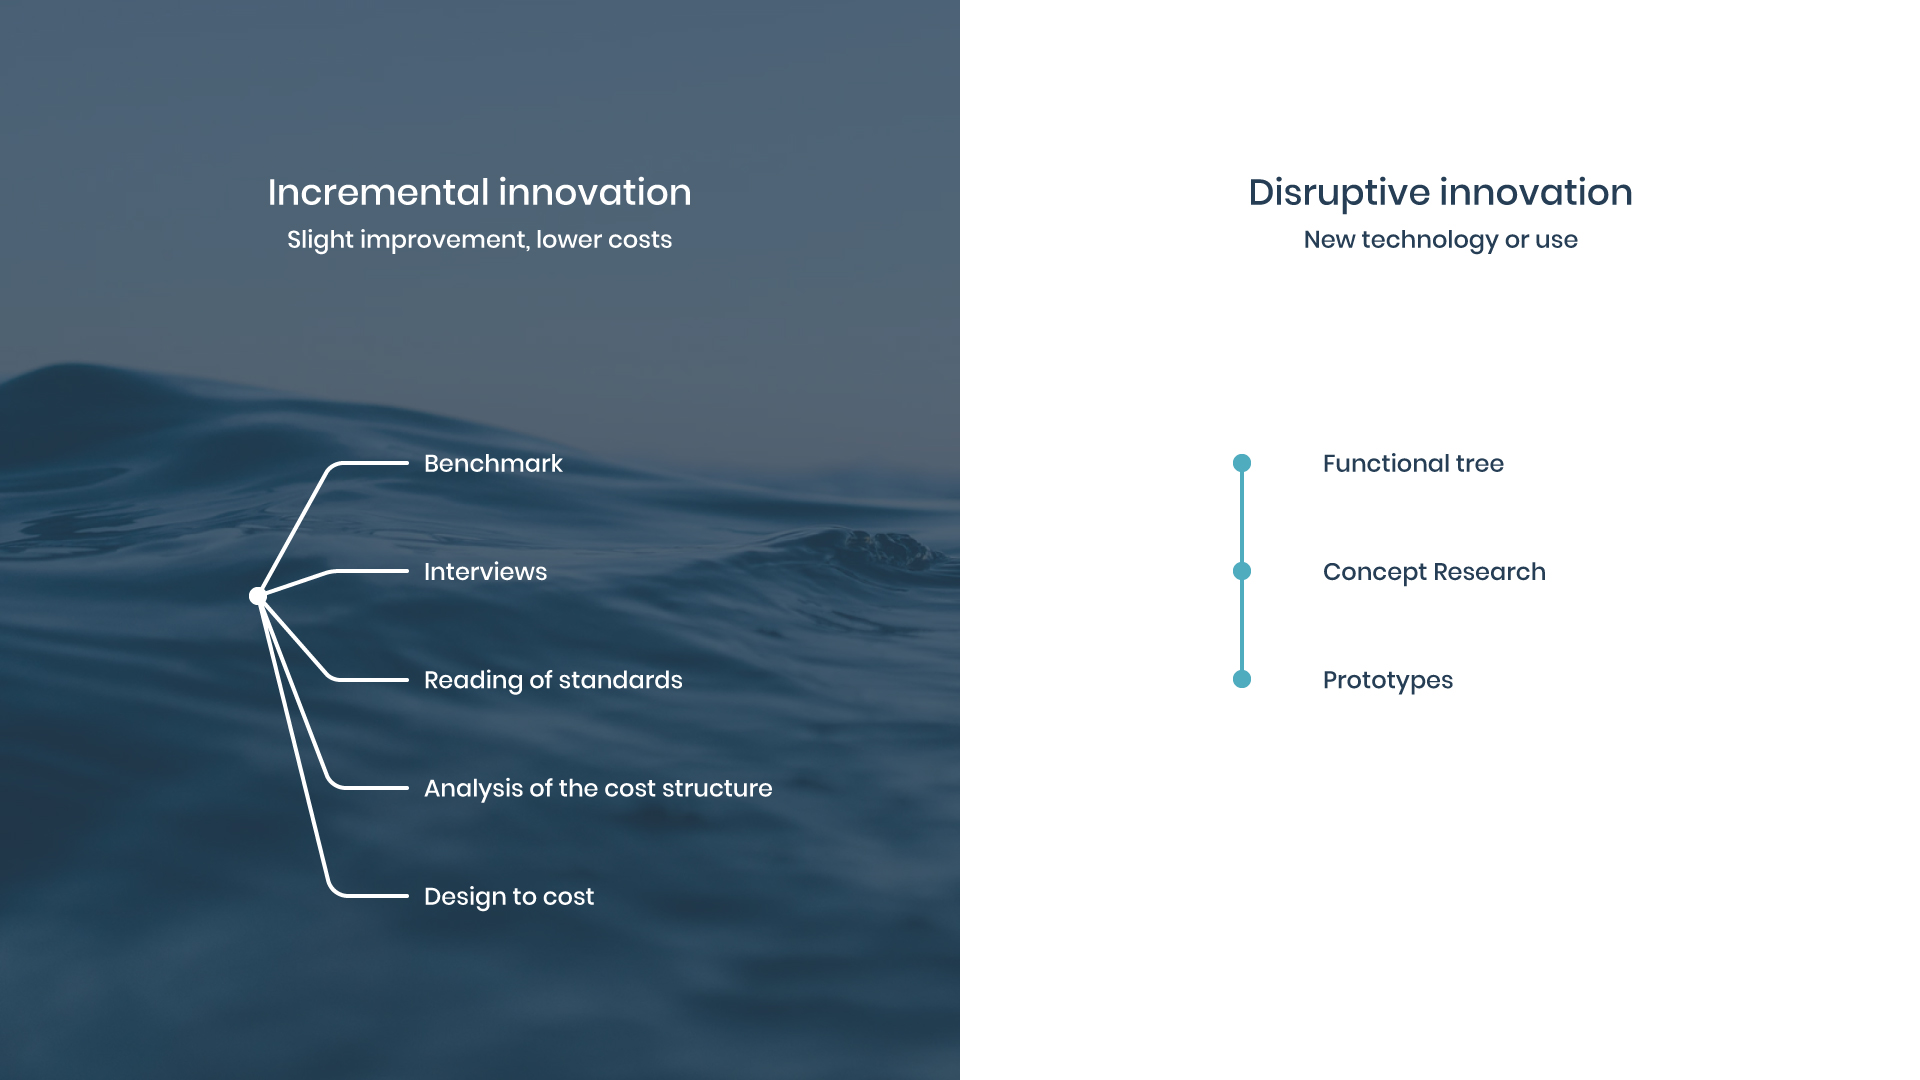 Incremental innovation
Slight improvement, lower costs
Benchmark
Interviews
Reading of standards
Analysis of the cost structure
Design to cost
Disruptive innovation
New technology or use
Functional tree
Concept Research
Prototypes